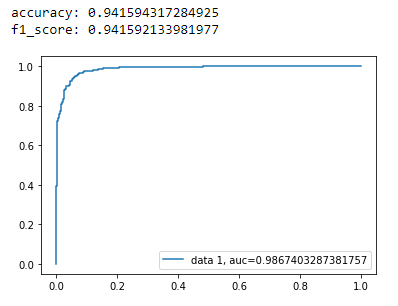 accuracy: 0.941594317284925
f1_score: 0.941592133981977
1.0
0.8
0.6
0.4
0.2
0.0
data 1, auc=0.9867403287381757
0.0 0.2 0.4 0.6 0.8 1.0